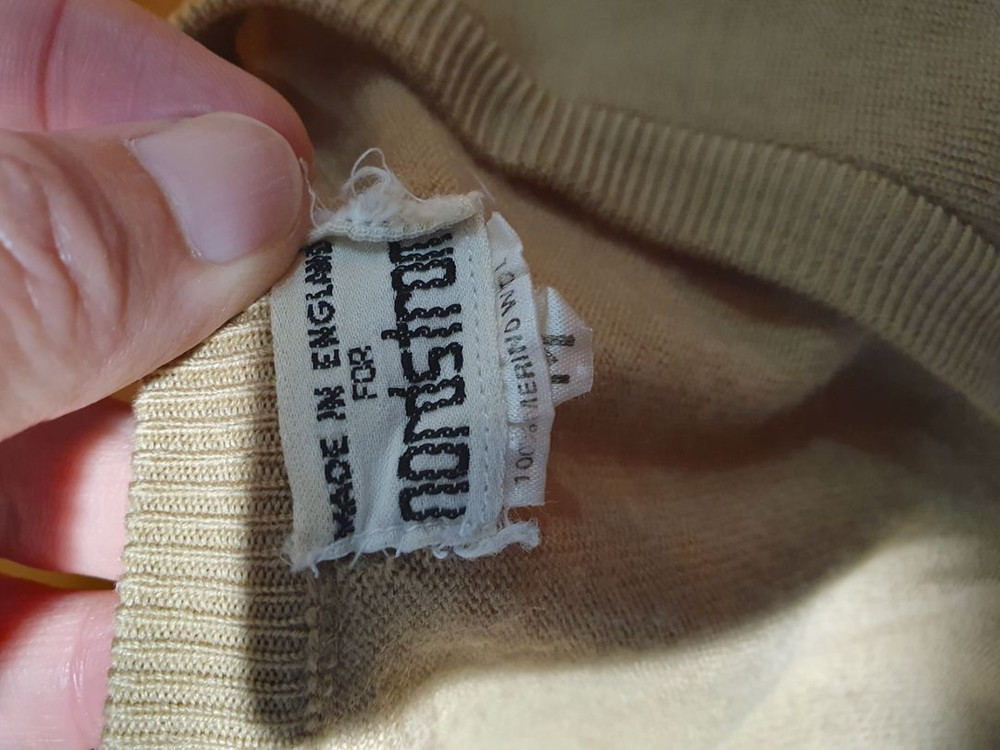 nordstrom
FOR
MADE IN ENGLAND
100% MERINO WOOL
M